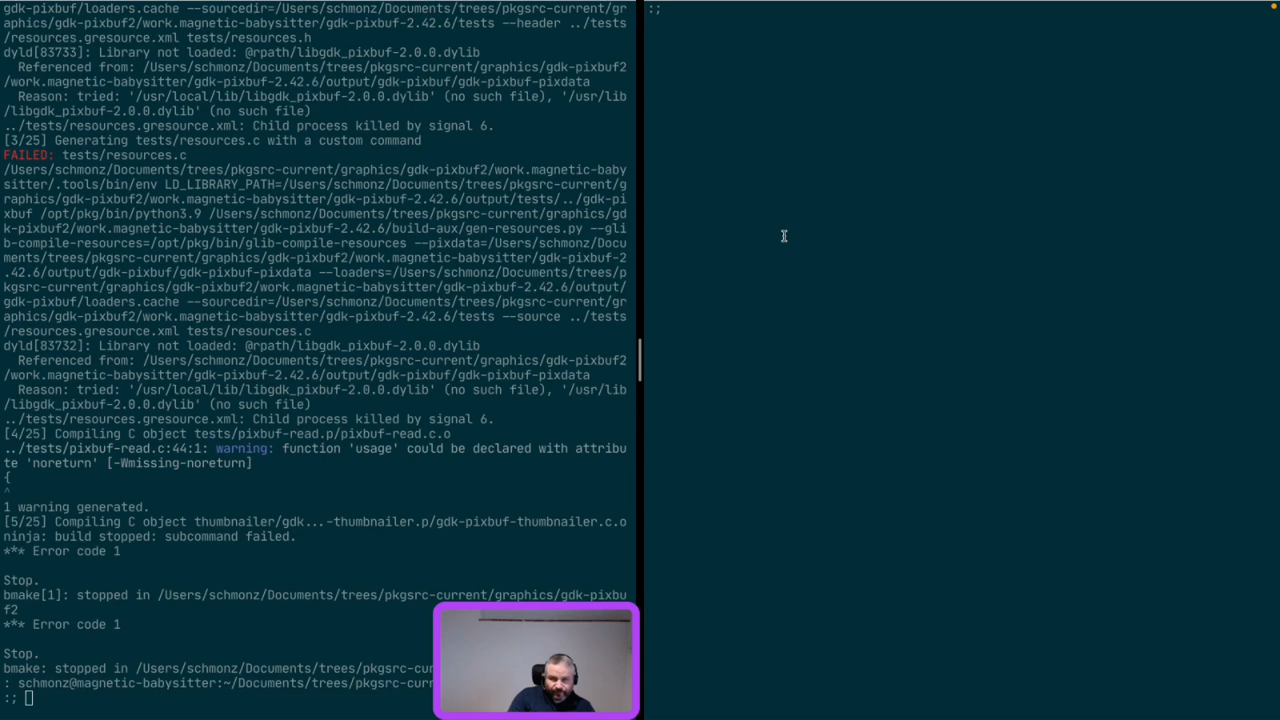 gdk-pixbuf/loaders.cache --sourcedir=/Users/schmonz/Documents/trees/pkgsrc-current/gr
aphics/gdk-pixbuf2/work.magnetic-babysitter/gdk-pixbuf-2.42.6/tests --header ../tests
/resources.gresource.xml tests/resources.h
dyld[83733]: Library not loaded: @rpath/libgdk_pixbuf-2.0.0.dylib
  Referenced from: /Users/schmonz/Documents/trees/pkgsrc-current/graphics/gdk-pixbuf2
/work.magnetic-babysitter/gdk-pixbuf-2.42.6/output/gdk-pixbuf/gdk-pixbuf-pixdata
  Reason: tried: '/usr/local/lib/libgdk_pixbuf-2.0.0.dylib' (no such file), '/usr/lib
/libgdk_pixbuf-2.0.0.dylib' (no such file)
../tests/resources.gresource.xml: Child process killed by signal 6.
[3/25] Generating tests/resources.c with a custom command
FAILED: tests/resources.c
/Users/schmonz/Documents/trees/pkgsrc-current/graphics/gdk-pixbuf2/work.magnetic-baby
sitter/.tools/bin/env LD_LIBRARY_PATH=/Users/schmonz/Documents/trees/pkgsrc-current/g
raphics/gdk-pixbuf2/work.magnetic-babysitter/gdk-pixbuf-2.42.6/output/tests/../gdk-pi
xbuf /opt/pkg/bin/python3.9 /Users/schmonz/Documents/trees/pkgsrc-current/graphics/gd
k-pixbuf2/work.magnetic-babysitter/gdk-pixbuf-2.42.6/build-aux/gen-resources.py --gli
b-compile-resources=/opt/pkg/bin/glib-compile-resources --pixdata=/Users/schmonz/Docu
ments/trees/pkgsrc-current/graphics/gdk-pixbuf2/work.magnetic-babysitter/gdk-pixbuf-2
.42.6/output/gdk-pixbuf/gdk-pixbuf-pixdata --loaders=/Users/schmonz/Documents/trees/p
kgsrc-current/graphics/gdk-pixbuf2/work.magnetic-babysitter/gdk-pixbuf-2.42.6/output/
gdk-pixbuf/loaders.cache --sourcedir=/Users/schmonz/Documents/trees/pkgsrc-current/gr
aphics/gdk-pixbuf2/work.magnetic-babysitter/gdk-pixbuf-2.42.6/tests --source ../tests
/resources.gresource.xml tests/resources.c
dyld[83732]: Library not loaded: @rpath/libgdk_pixbuf-2.0.0.dylib
  Referenced from: /Users/schmonz/Documents/trees/pkgsrc-current/graphics/gdk-pixbuf2
/work.magnetic-babysitter/gdk-pixbuf-2.42.6/output/gdk-pixbuf/gdk-pixbuf-pixdata
  Reason: tried: '/usr/local/lib/libgdk_pixbuf-2.0.0.dylib' (no such file), '/usr/lib
/libgdk_pixbuf-2.0.0.dylib' (no such file)
../tests/resources.gresource.xml: Child process killed by signal 6.
[4/25] Compiling C object tests/pixbuf-read.p/pixbuf-read.c.o
../tests/pixbuf-read.c:44:1: warning: function 'usage' could be declared with attribu
te 'noreturn' [-Wmissing-noreturn]
{
^
1 warning generated.
[5/25] Compiling C object thumbnailer/gdk...-thumbnailer.p/gdk-pixbuf-thumbnailer.c.o
ninja: build stopped: subcommand failed.
*** Error code 1

Stop.
bmake[1]: stopped in /Users/schmonz/Documents/trees/pkgsrc-current/graphics/gdk-pixbu
f2
*** Error code 1

Stop.
bmake: stopped in /Users/schmonz/Documents/trees/pkgsrc-cur
: schmonz@magnetic-babysitter:~/Documents/trees/pkgsrc-curr
:;
:;